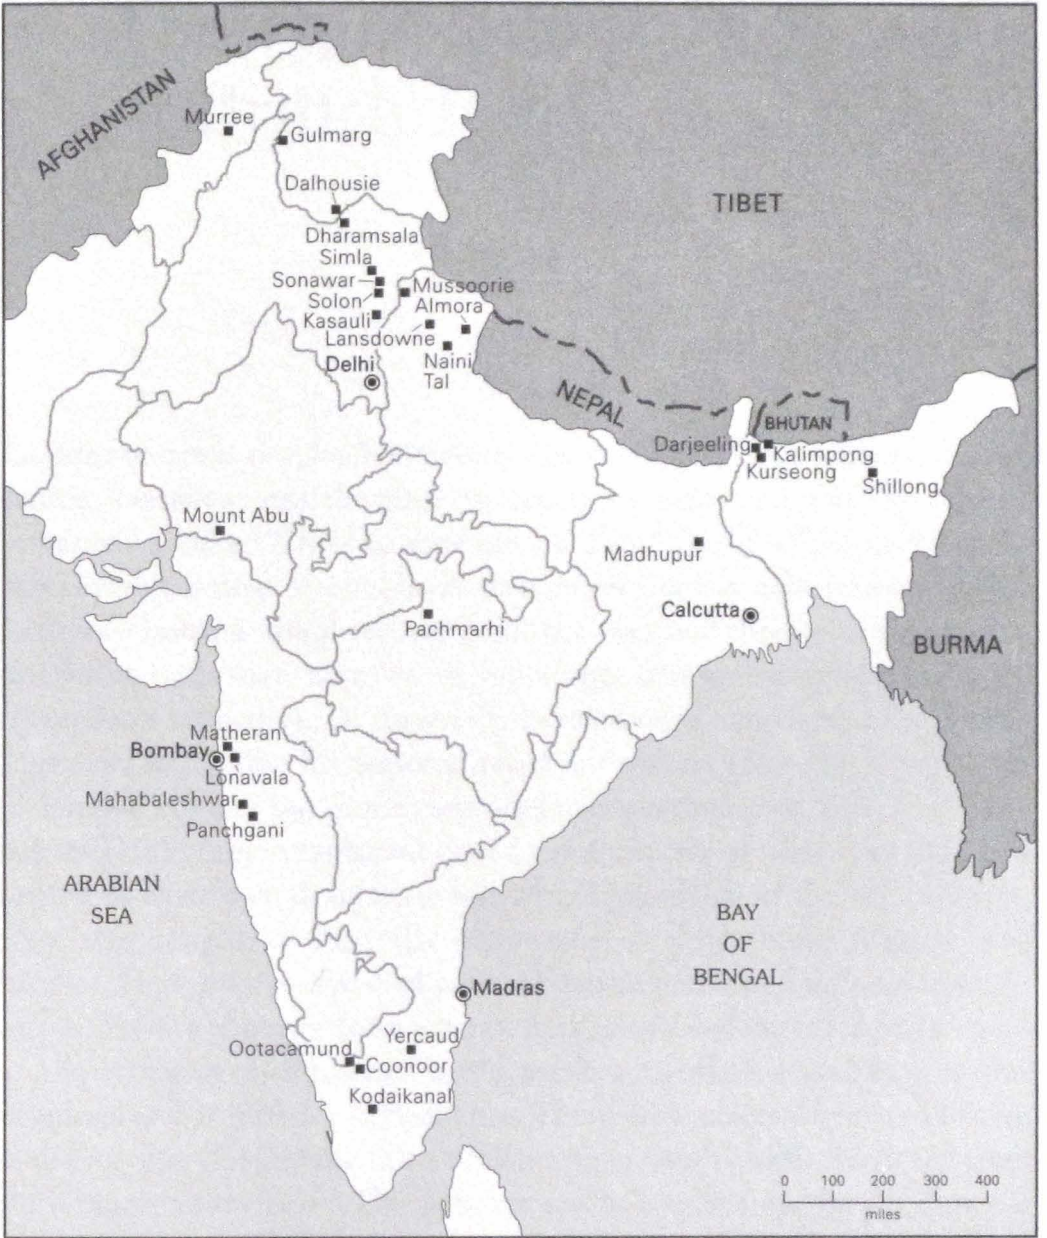 AFGHANISTAN
Murree
Gulmarg
TIBET
Dalhousie
Dharamsala
Simla
Sonawar
Mussoorie
Solon
Almora
Kasauli
Lansdowne
Delhi
Naini
Tal
NEPAL
BHUTAN
Darjeeling
Kalimpong
Kurseong
Shillong
Mount Abu
Madhupur
Calcutta
Pachmarhi
BURMA
Matheran
Bombay
Lonavala
Mahabaleshwar
Panchgani
ARABIAN
SEA
BAY
OF
BENGAL
Madras
Yercaud
Ootacamund
Coonoor
Kodaikanal
0 100 200 300 400
miles